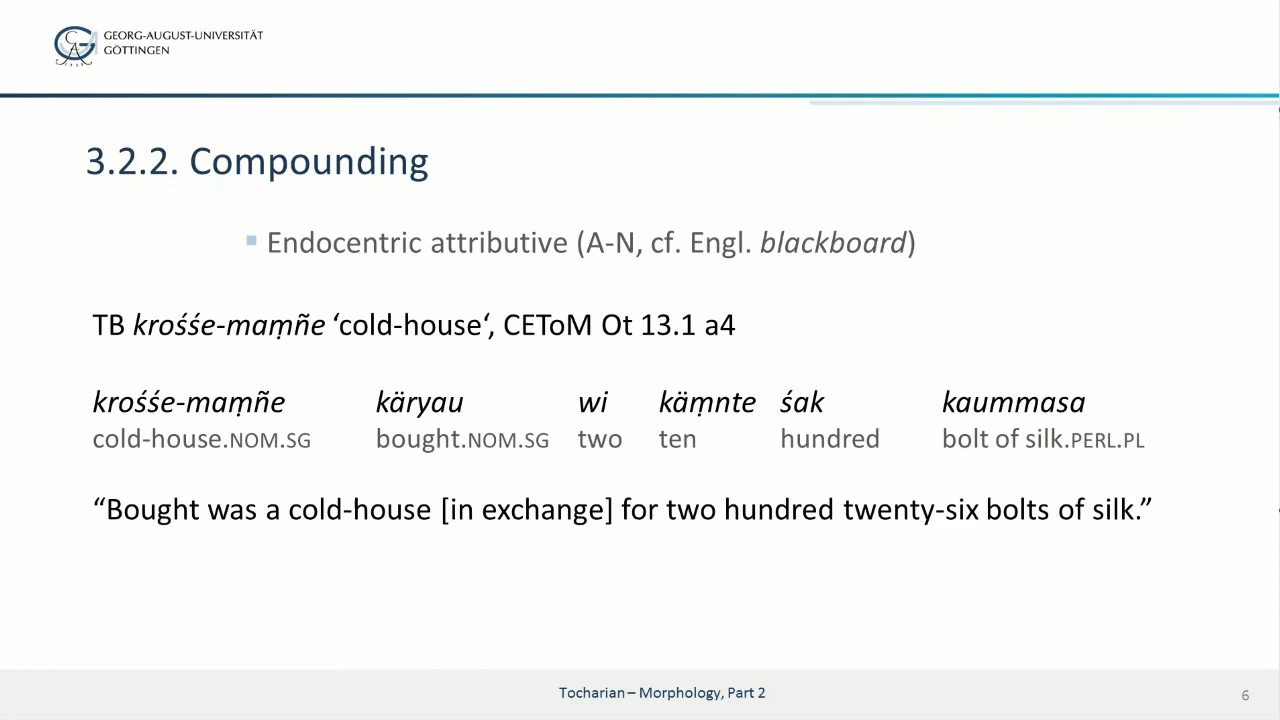 GEORG-AUGUST-UNIVERSITÄT
GÖTTINGEN
3.2.2. Compounding
Endocentric attributive (A-N, cf. Engl. blackboard)
TB krośśe-maṃñe ‘cold-house‘, CEToM Ot 13.1 a4
krośśe-maṃñe käryau wi käṃnte śak kaummasa
cold-house.NOM.SG bought.NOM.SG two ten hundred bolt of silk.PERL.PL
“Bought was a cold-house [in exchange] for two hundred twenty-six bolts of silk.”
Tocharian – Morphology, Part 2
6